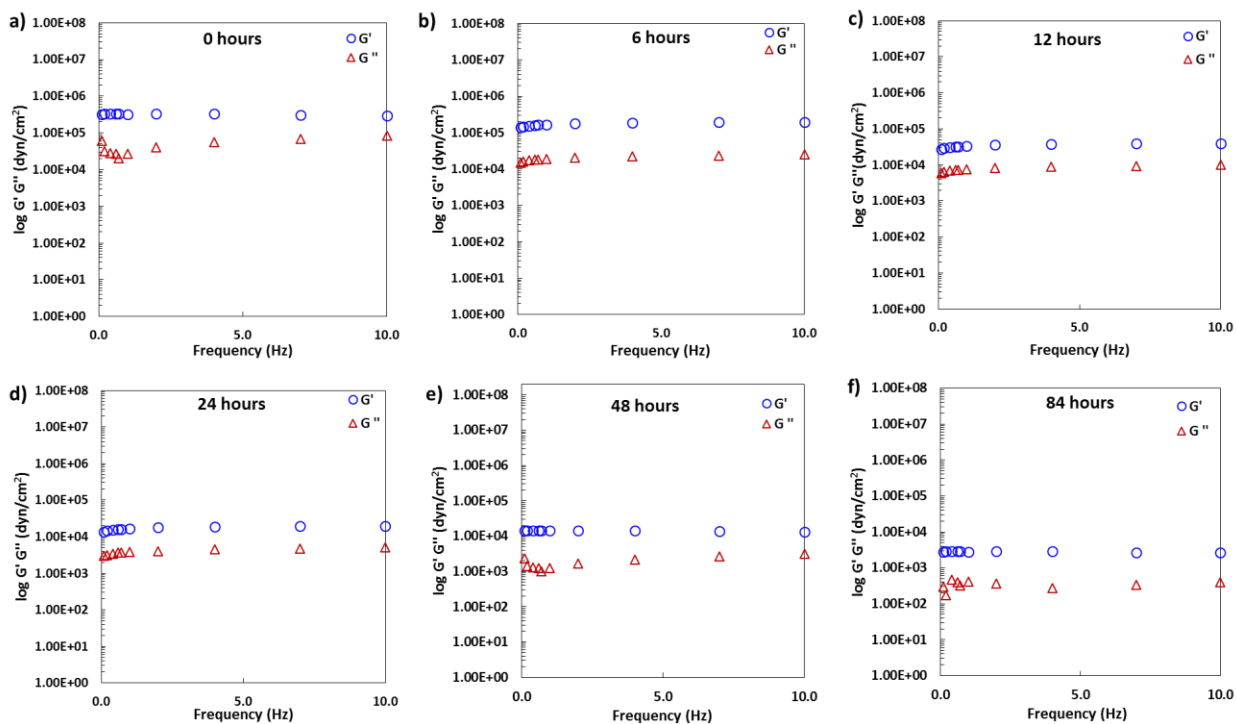 a)
0 hours
G'
G "
log G' G'' (dyn/cm2)
1.00E+08
1.00E+07
1.00E+06
1.00E+05
1.00E+04
1.00E+03
1.00E+02
1.00E+01
1.00E+00
0.0 5.0 10.0
Frequency (Hz)
b)
6 hours
G'
G "
log G' G'' (dyn/cm2)
1.00E+08
1.00E+07
1.00E+06
1.00E+05
1.00E+04
1.00E+03
1.00E+02
1.00E+01
1.00E+00
0.0 5.0 10.0
Frequency (Hz)
c)
12 hours
G'
G "
log G' G''(dyn/cm2)
1.00E+08
1.00E+07
1.00E+06
1.00E+05
1.00E+04
1.00E+03
1.00E+02
1.00E+01
1.00E+00
0.0 5.0 10.0
Frequency (Hz)
d)
24 hours
G'
G "
log G' G'' (dyn/cm2)
1.00E+08
1.00E+07
1.00E+06
1.00E+05
1.00E+04
1.00E+03
1.00E+02
1.00E+01
1.00E+00
0.0 5.0 10.0
Frequency (Hz)
e)
48 hours
G'
G "
log G' G'' (dyn/cm2)
1.00E+08
1.00E+07
1.00E+06
1.00E+05
1.00E+04
1.00E+03
1.00E+02
1.00E+01
1.00E+00
0.0 5.0 10.0
Frequency (Hz)
f)
84 hours
G'
G "
log G' G'' (dyn/cm2)
1.00E+08
1.00E+07
1.00E+06
1.00E+05
1.00E+04
1.00E+03
1.00E+02
1.00E+01
1.00E+00
0.0 5.0 10.0
Frequency (Hz)